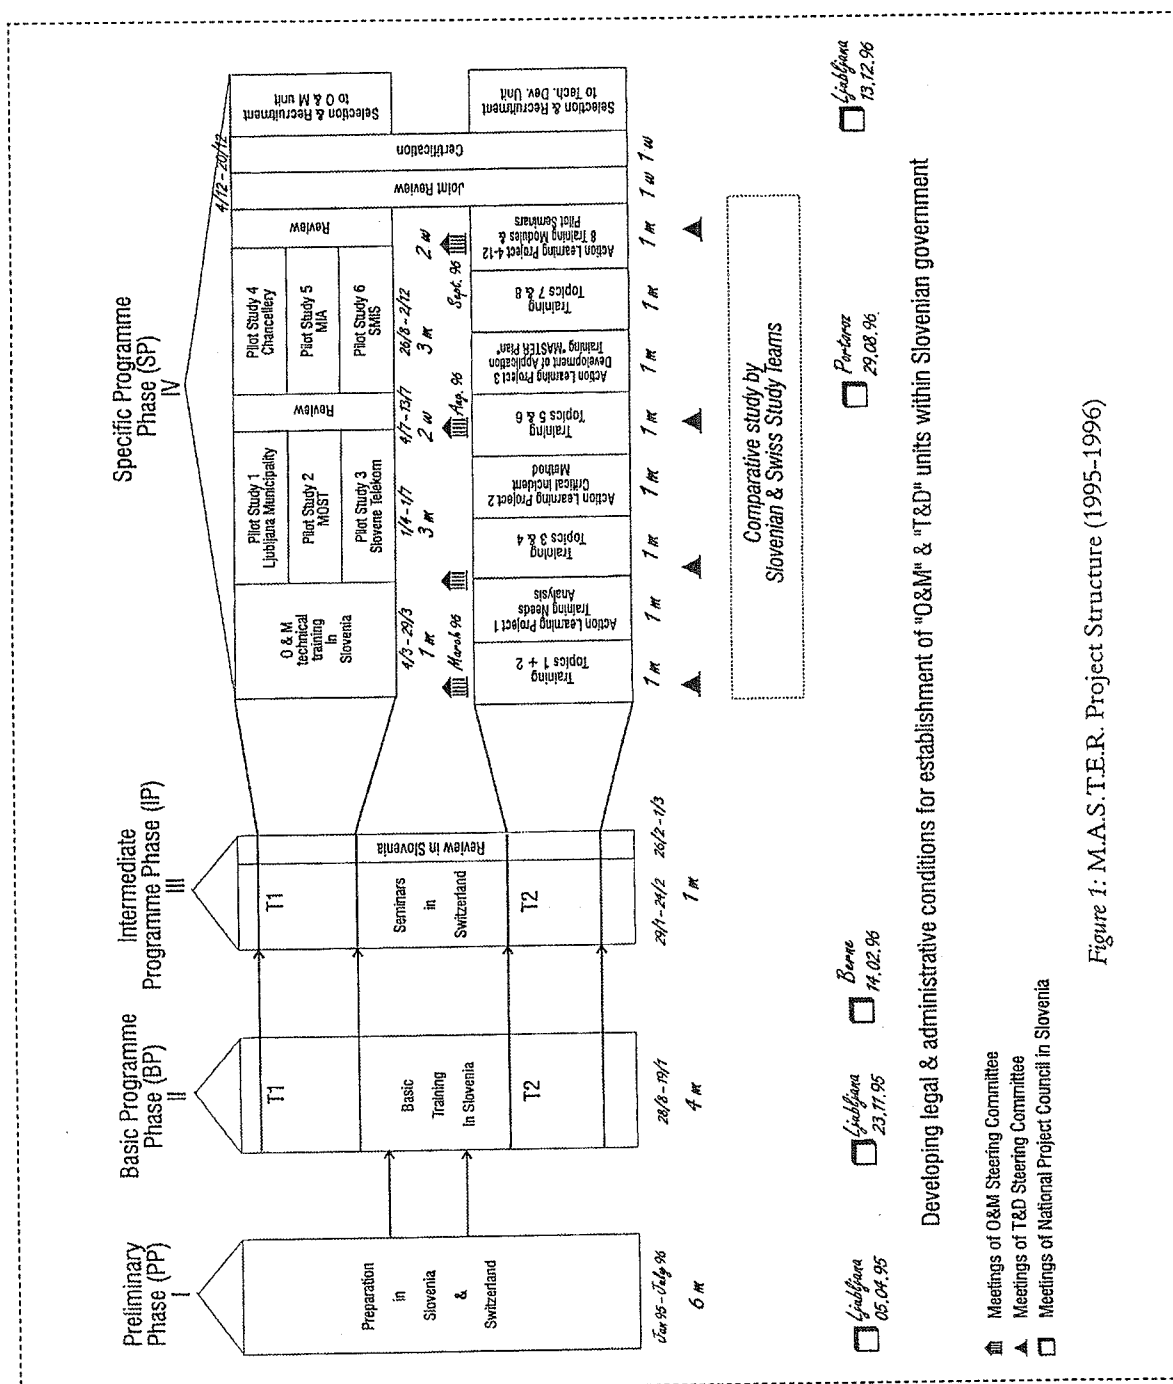 Preliminary
Phase (PP)
I
Preparation
in
Slovenia
&
Switzerland
Jan 95 - July 96
6 m
Basic Programme
Phase (BP)
II
T1
Basic
Training
In Slovenia
T2
28/8 - 19/1
4 m
Intermediate
Programme Phase (IP)
III
T1
Seminars
in
Switzerland
T2
Review in Slovenia
29/1 - 24/2
26/2 - 1/3
1 m
Specific Programme
Phase (SP)
IV
4/12 - 20/12
O & M
technical
training
in
Slovenia
Pilot Study 1
Ljubljana Municipality
Pilot Study 2
MOST
Pilot Study 3
Slovene Telekom
Review
Pilot Study 4
Chancellery
Pilot Study 5
MIA
Pilot Study 6
SMIS
Review
Joint Review
Certification
Selection & Recruitment
to O & M unit
4/3 - 29/3
1 m
1/4 - 1/7
3 m
4/7 - 13/7
2 w
26/8 - 2/12
3 m
2 w
March 96
Aug. 96
Sept. 96
Training
Topics 1 + 2
Action Learning Project 1
Training Needs
Analysis
Training
Topics 3 & 4
Action Learning Project 2
Critical Incident
Method
Training
Topics 5 & 6
Action Learning Project 3
Development of Application
Training "MASTER Plan"
Training
Topics 7 & 8
Action Learning Project 4-12
8 Training Modules &
Pilot Seminars
Selection & Recruitment
to Tech. Dev. Unit
1 m
1 m
1 m
1 m
1 m
1 m
1 m
1 m
1 w
1 w
Comparative study by
Slovenian & Swiss Study Teams
Ljubljana
05.04.95
Ljubljana
23.11.95
Berne
14.02.96
Portoroz
29.08.96
Ljubljana
13.12.96
Developing legal & administrative conditions for establishment of "O&M" & "T&D" units within Slovenian government
Meetings of O&M Steering Committee
Meetings of T&D Steering Committee
Meetings of National Project Council in Slovenia
Figure 1: M.A.S.T.E.R. Project Structure (1995-1996)